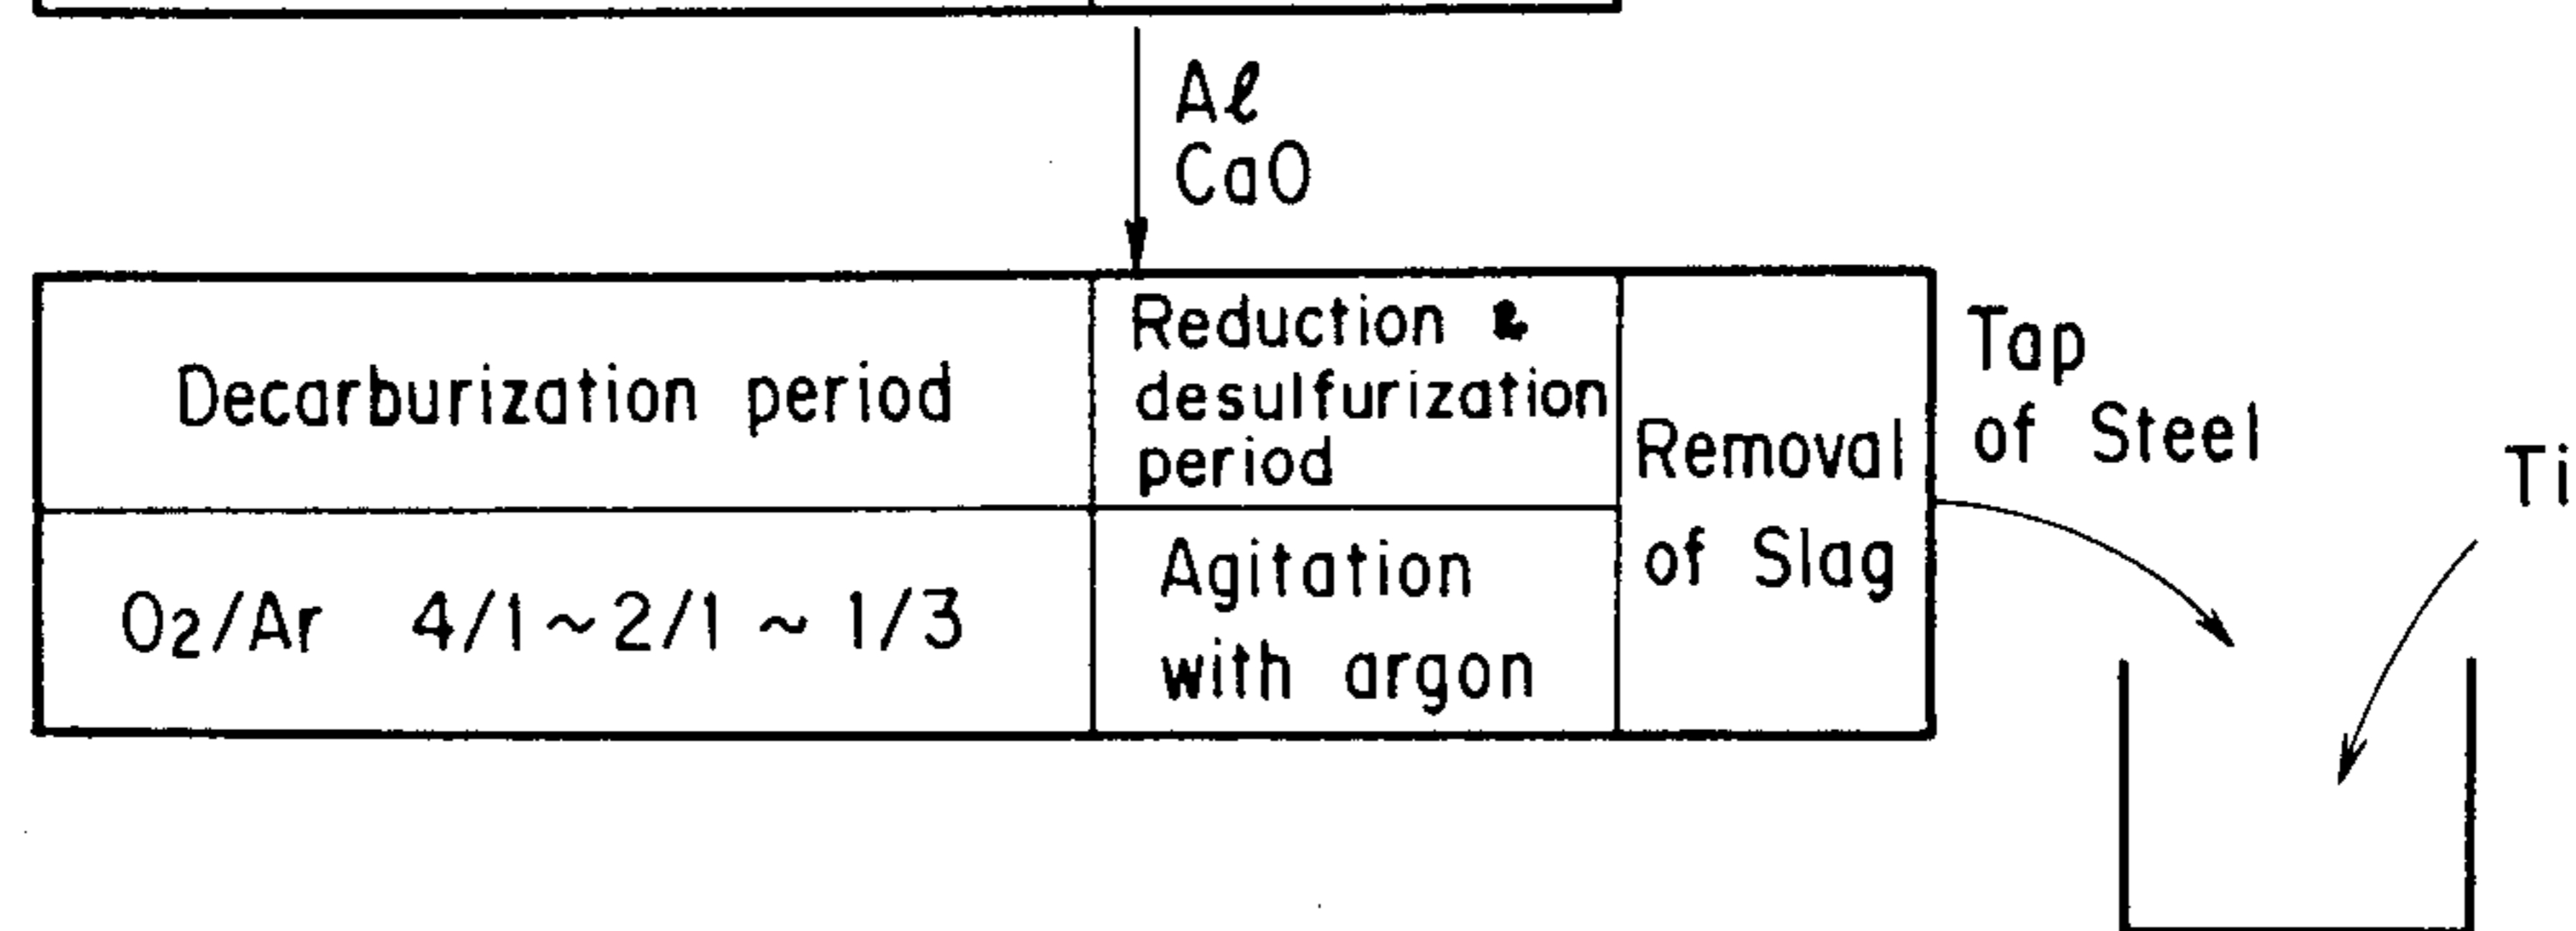 Aℓ
CaO
Decarburization period
Reduction &
desulfurization
period
Removal
of Slag
Tap
of Steel
Ti
O2/Ar 4/1~2/1 ~ 1/3
Agitation
with argon